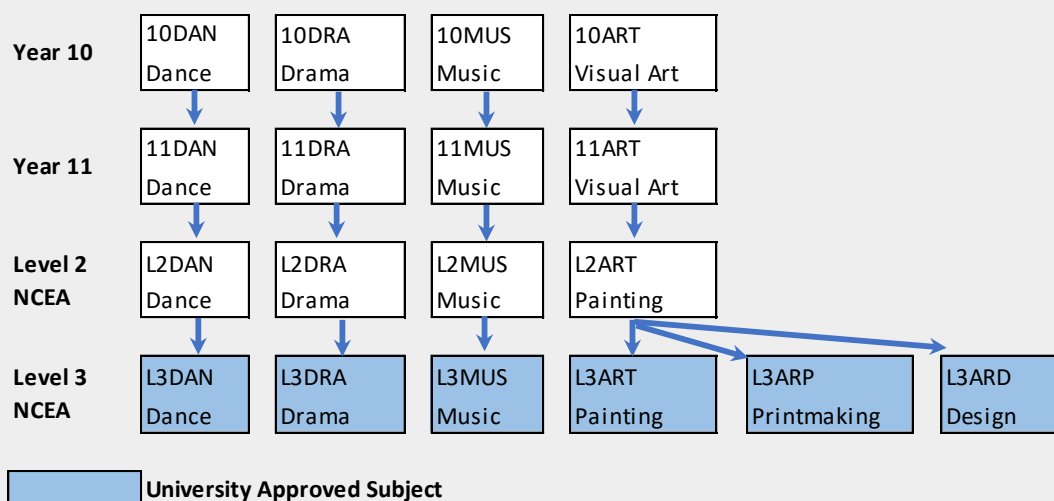 Year 10
10DAN
Dance
10DRA
Drama
10MUS
Music
10ART
Visual Art
Year 11
11DAN
Dance
11DRA
Drama
11MUS
Music
11ART
Visual Art
Level 2
NCEA
L2DAN
Dance
L2DRA
Drama
L2MUS
Music
L2ART
Painting
Level 3
NCEA
L3DAN
Dance
L3DRA
Drama
L3MUS
Music
L3ART
Painting
L3ARP
Printmaking
L3ARD
Design
University Approved Subject